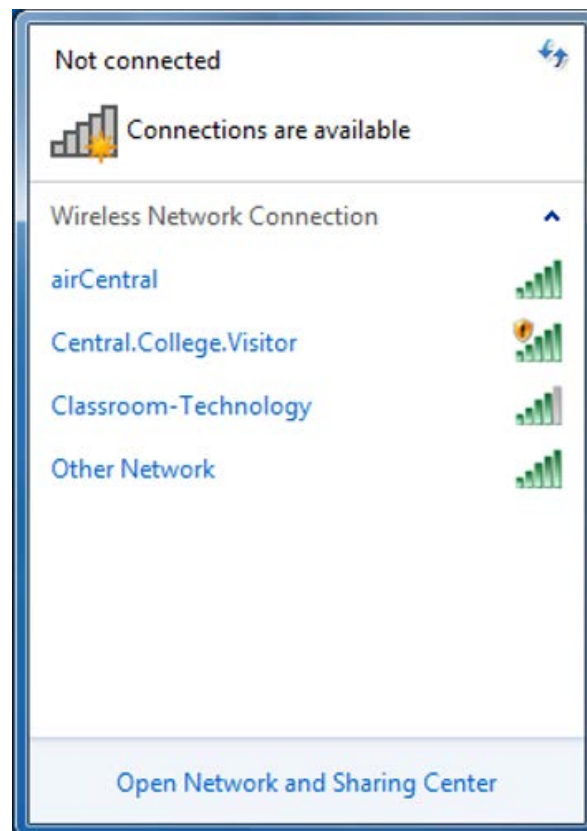 Not connected
Connections are available
Wireless Network Connection
airCentral
Central.College.Visitor
Classroom-Technology
Other Network
Open Network and Sharing Center